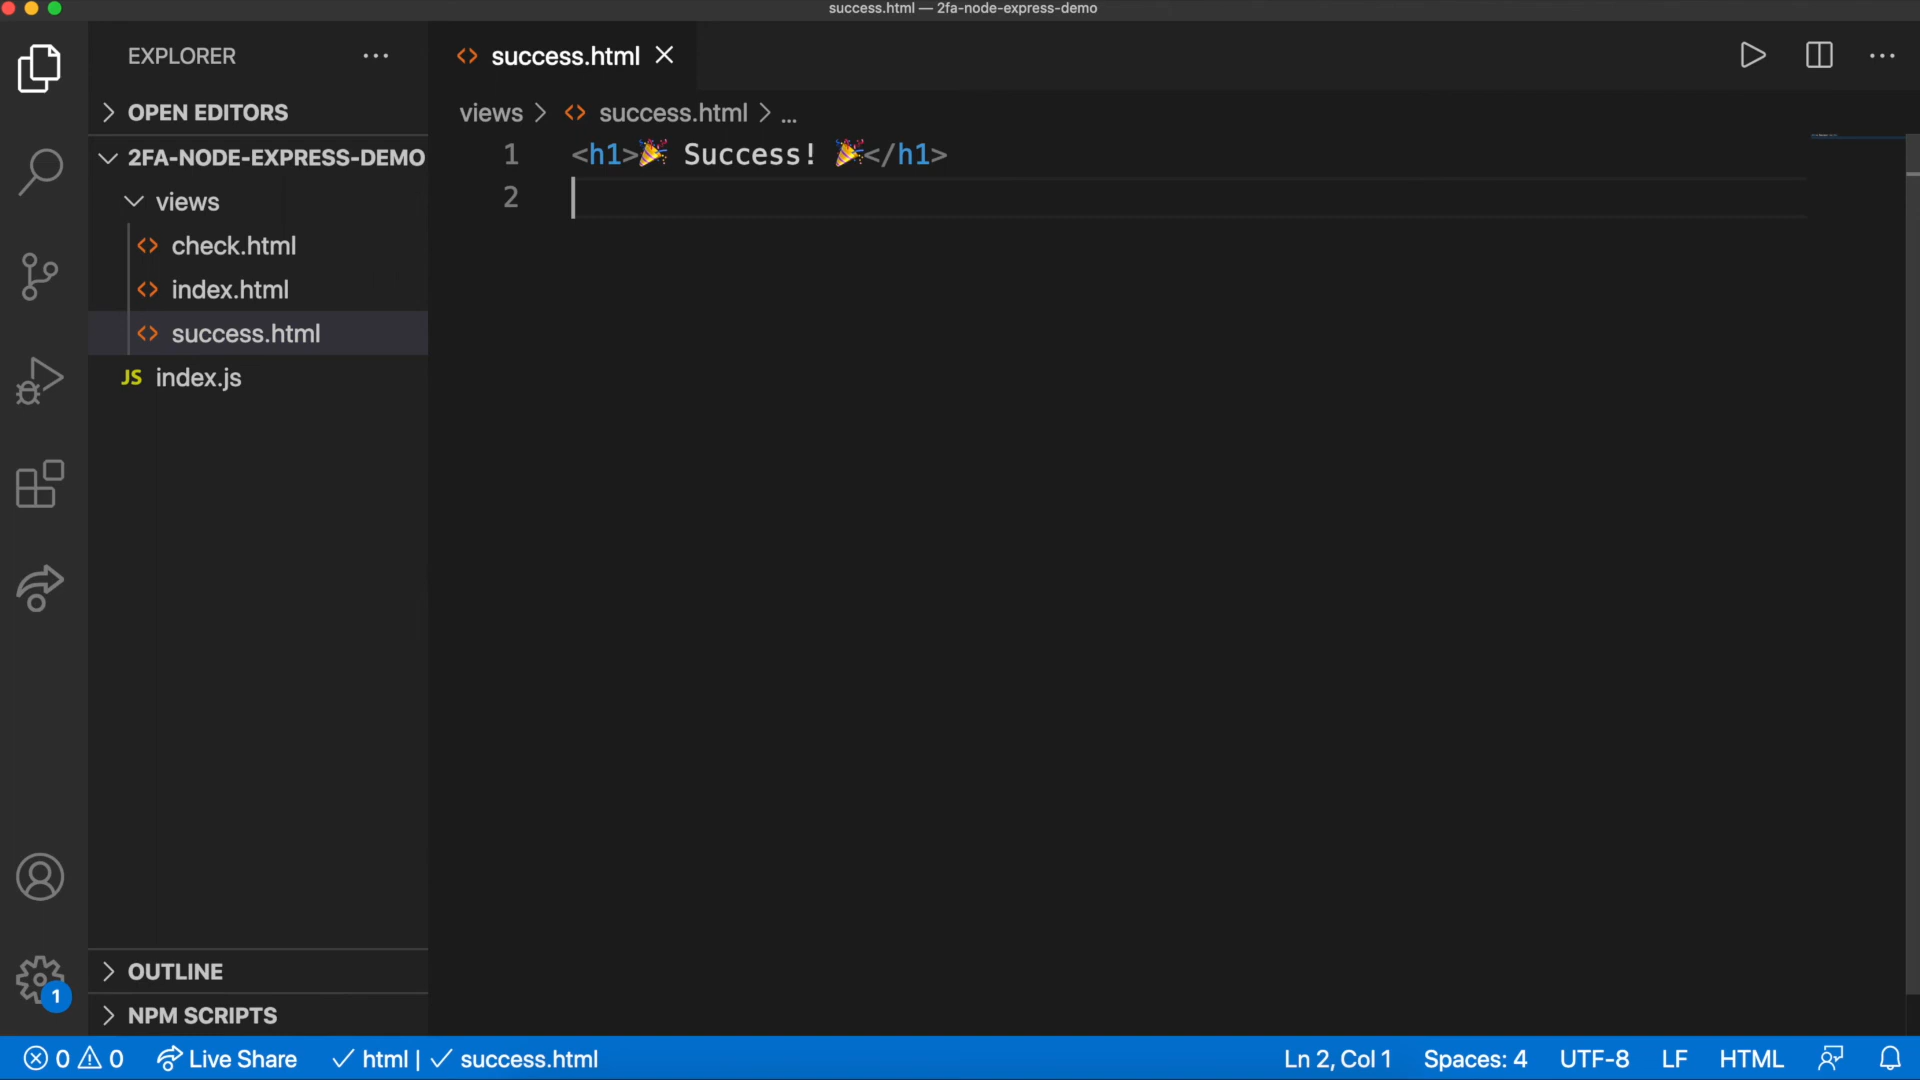 success.html — 2fa-node-express-demo
EXPLORER
success.html
OPEN EDITORS
views > success.html > ...
2FA-NODE-EXPRESS-DEMO
1 <h1>🎉 Success! 🎉</h1>
2
views
check.html
index.html
success.html
JS index.js
OUTLINE
1
NPM SCRIPTS
0 0 Live Share html | success.html Ln 2, Col 1 Spaces: 4 UTF-8 LF HTML